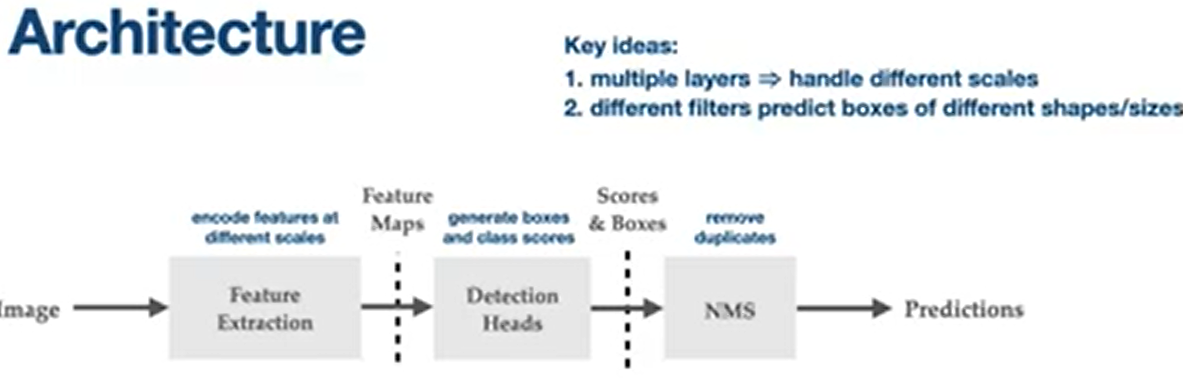 Architecture
Key ideas:
1. multiple layers ⇒ handle different scales
2. different filters predict boxes of different shapes/sizes
Feature
Maps
Scores
& Boxes
encode features at
different scales
generate boxes
and class scores
remove
duplicates
Image
Feature
Extraction
Detection
Heads
NMS
Predictions